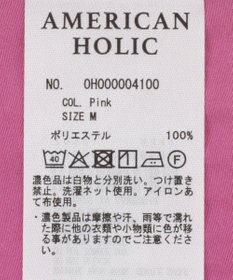 AMERICAN
HOLIC
NO. 0H000004100
COL. Pink
SIZE M
ポリエステル 100%
40 F
濃色品は白物と分別洗い。つけ置き
禁止。洗濯ネット使用。アイロンあ
て布使用。
・濃色製品は摩擦や汗、雨等で濡れ
た際に他の衣類や小物類に色が移
る事がありますのでご注意下さい。